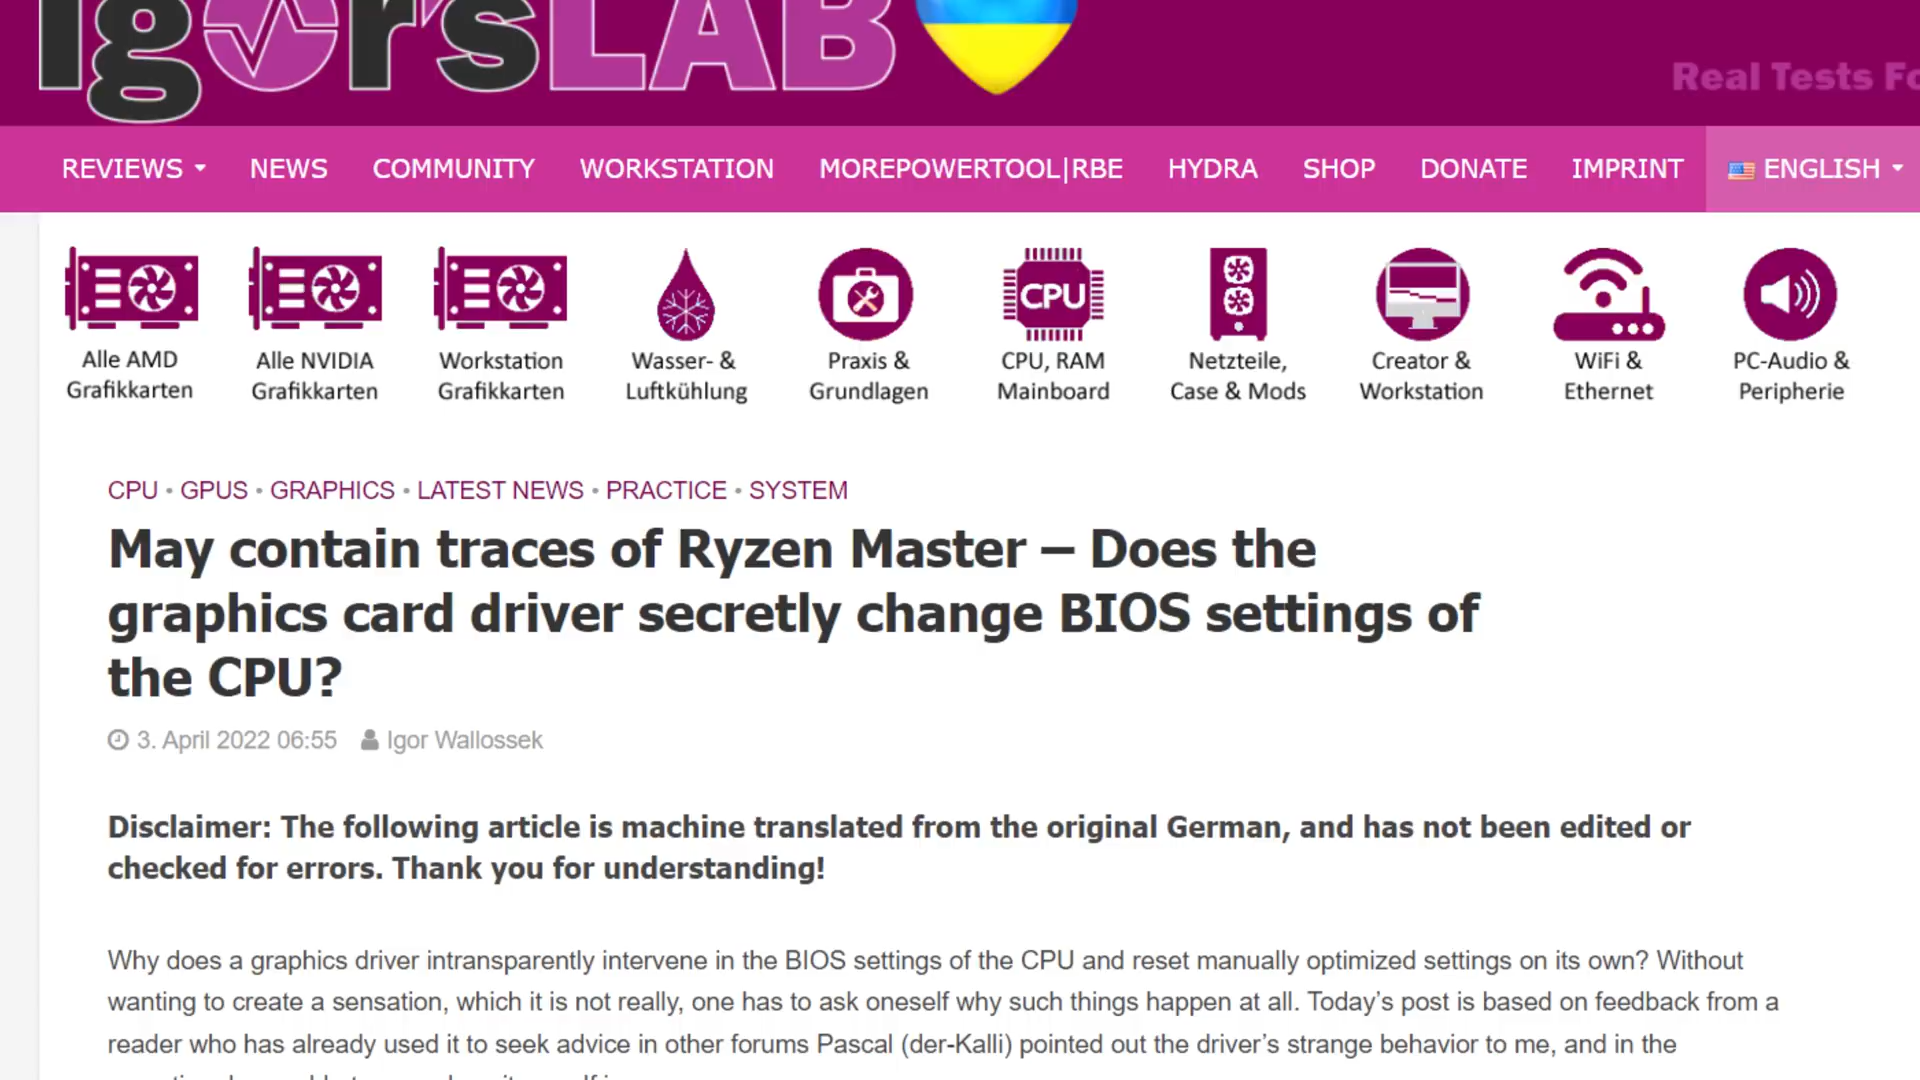 Igor'sLAB
Real Tests
REVIEWS NEWS COMMUNITY WORKSTATION MOREPOWERTOOL|RBE HYDRA SHOP DONATE IMPRINT ENGLISH
CPU
Alle AMD Grafikkarten
Alle NVIDIA Grafikkarten
Workstation Grafikkarten
Wasser- & Luftkühlung
Praxis & Grundlagen
CPU, RAM Mainboard
Netzteile, Case & Mods
Creator & Workstation
WiFi & Ethernet
PC-Audio & Peripherie
CPU • GPUS • GRAPHICS • LATEST NEWS • PRACTICE • SYSTEM
May contain traces of Ryzen Master – Does the
graphics card driver secretly change BIOS settings of
the CPU?
3. April 2022 06:55 Igor Wallossek
Disclaimer: The following article is machine translated from the original German, and has not been edited or
checked for errors. Thank you for understanding!
Why does a graphics driver intransparently intervene in the BIOS settings of the CPU and reset manually optimized settings on its own? Without
wanting to create a sensation, which it is not really, one has to ask oneself why such things happen at all. Today's post is based on feedback from a
reader who has already used it to seek advice in other forums Pascal (der-Kalli) pointed out the driver's strange behavior to me, and in the